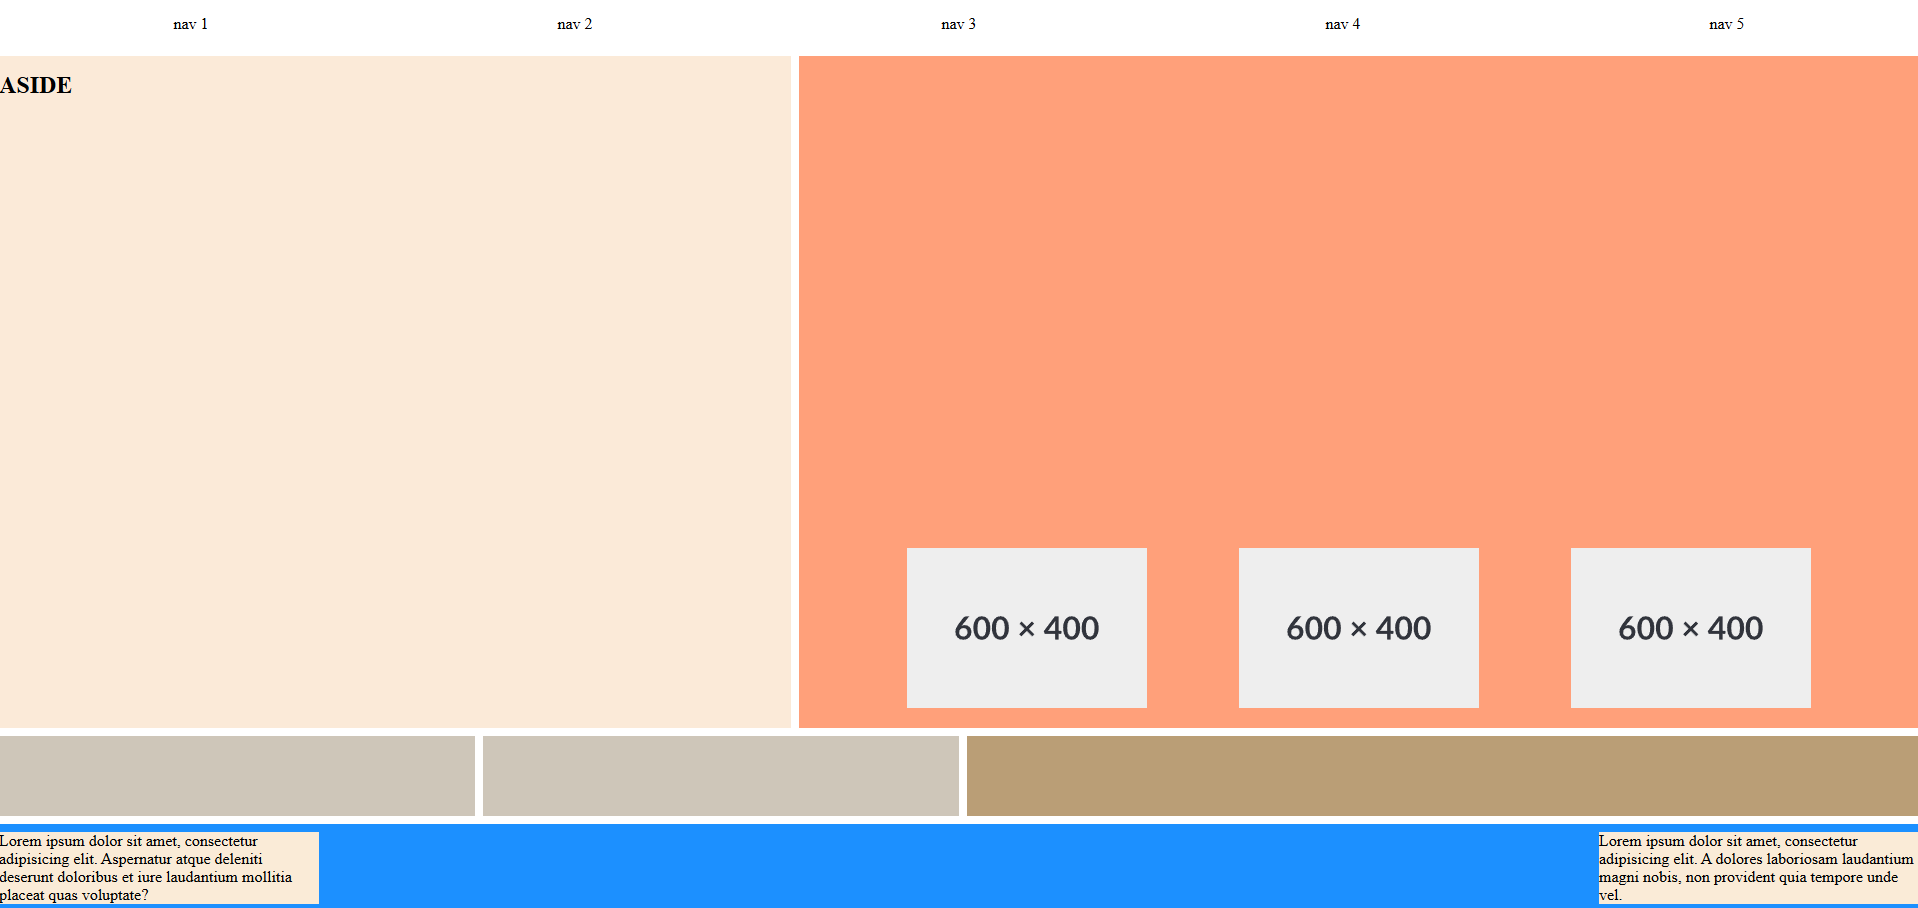 nav 1 nav 2 nav 3 nav 4 nav 5
ASIDE
600 × 400 600 × 400 600 × 400
Lorem ipsum dolor sit amet, consectetur
adipisicing elit. Aspernatur atque deleniti
deserunt doloribus et iure laudantium mollitia
placeat quas voluptate?
Lorem ipsum dolor sit amet, consectetur
adipisicing elit. A dolores laboriosam laudantium
magni nobis, non provident quia tempore unde
vel.